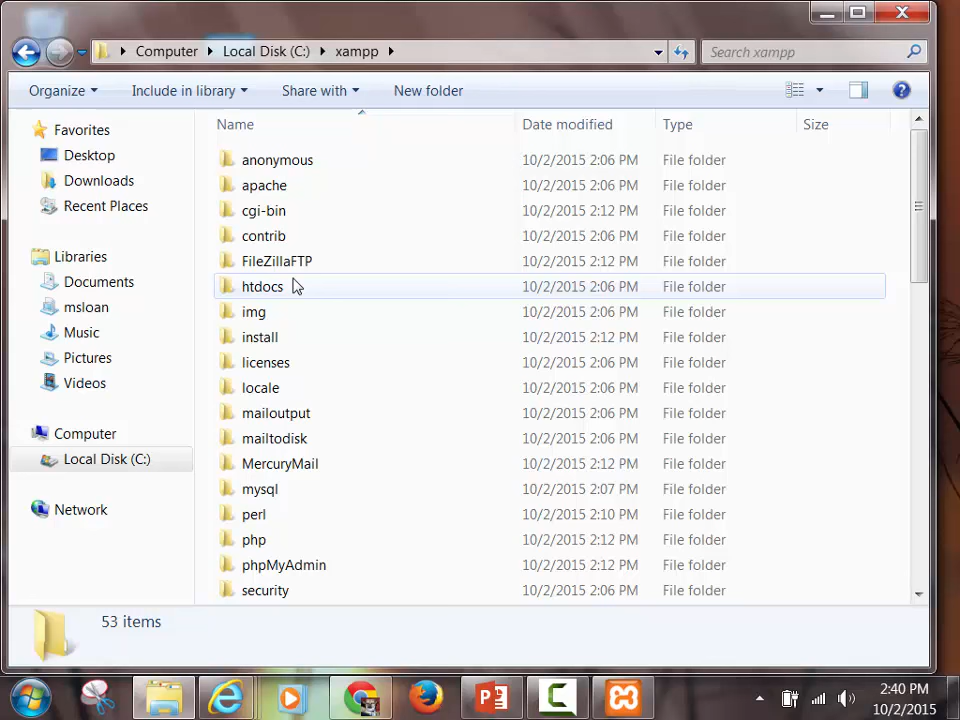 Computer Local Disk (C:) xampp Search xampp
Organize Include in library Share with New folder
Name Date modified Type Size
Favorites
Desktop
Downloads
Recent Places
Libraries
Documents
msloan
Music
Pictures
Videos
Computer
Local Disk (C:)
Network
anonymous 10/2/2015 2:06 PM File folder
apache 10/2/2015 2:06 PM File folder
cgi-bin 10/2/2015 2:12 PM File folder
contrib 10/2/2015 2:06 PM File folder
FileZillaFTP 10/2/2015 2:12 PM File folder
htdocs 10/2/2015 2:06 PM File folder
img 10/2/2015 2:06 PM File folder
install 10/2/2015 2:12 PM File folder
licenses 10/2/2015 2:06 PM File folder
locale 10/2/2015 2:06 PM File folder
mailoutput 10/2/2015 2:06 PM File folder
mailtodisk 10/2/2015 2:06 PM File folder
MercuryMail 10/2/2015 2:12 PM File folder
mysql 10/2/2015 2:07 PM File folder
perl 10/2/2015 2:10 PM File folder
php 10/2/2015 2:12 PM File folder
phpMyAdmin 10/2/2015 2:12 PM File folder
security 10/2/2015 2:06 PM File folder
53 items
2:40 PM
10/2/2015